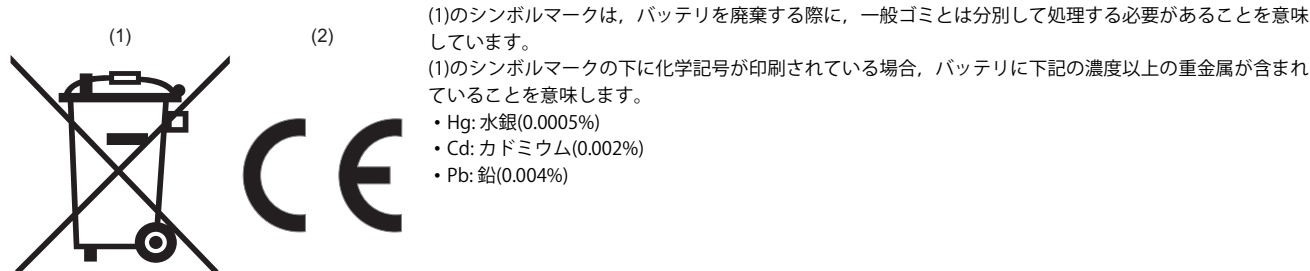 (1)
(2)
CE
(1)のシンボルマークは，バッテリを廃棄する際に，一般ゴミとは分別して処理する必要があることを意味
しています。
(1)のシンボルマークの下に化学記号が印刷されている場合，バッテリに下記の濃度以上の重金属が含まれ
ていることを意味します。
・Hg: 水銀(0.0005%)
・Cd: カドミウム(0.002%)
・Pb: 鉛(0.004%)